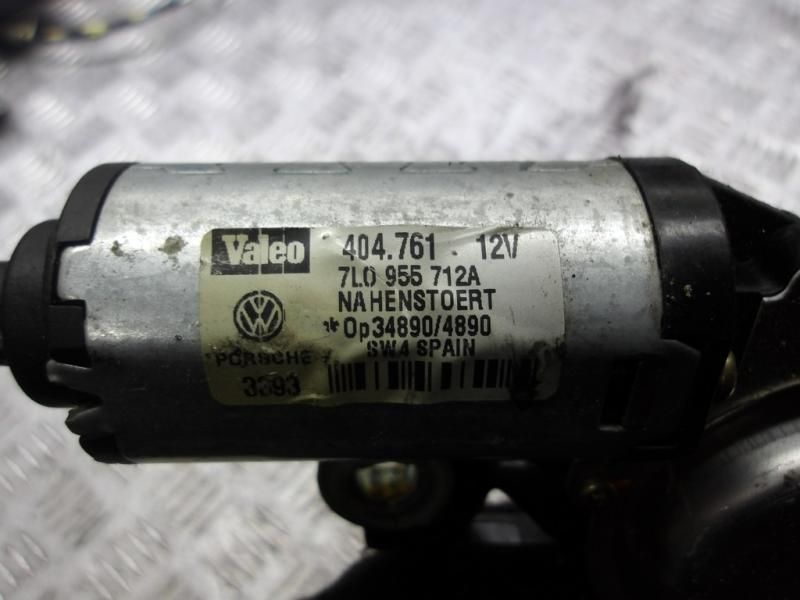 Valeo 404.761 . 12V
7L0 955 712A
NAHENSTOERT
*Op34890/4890
SW4 SPAIN
PORSCHE
3393